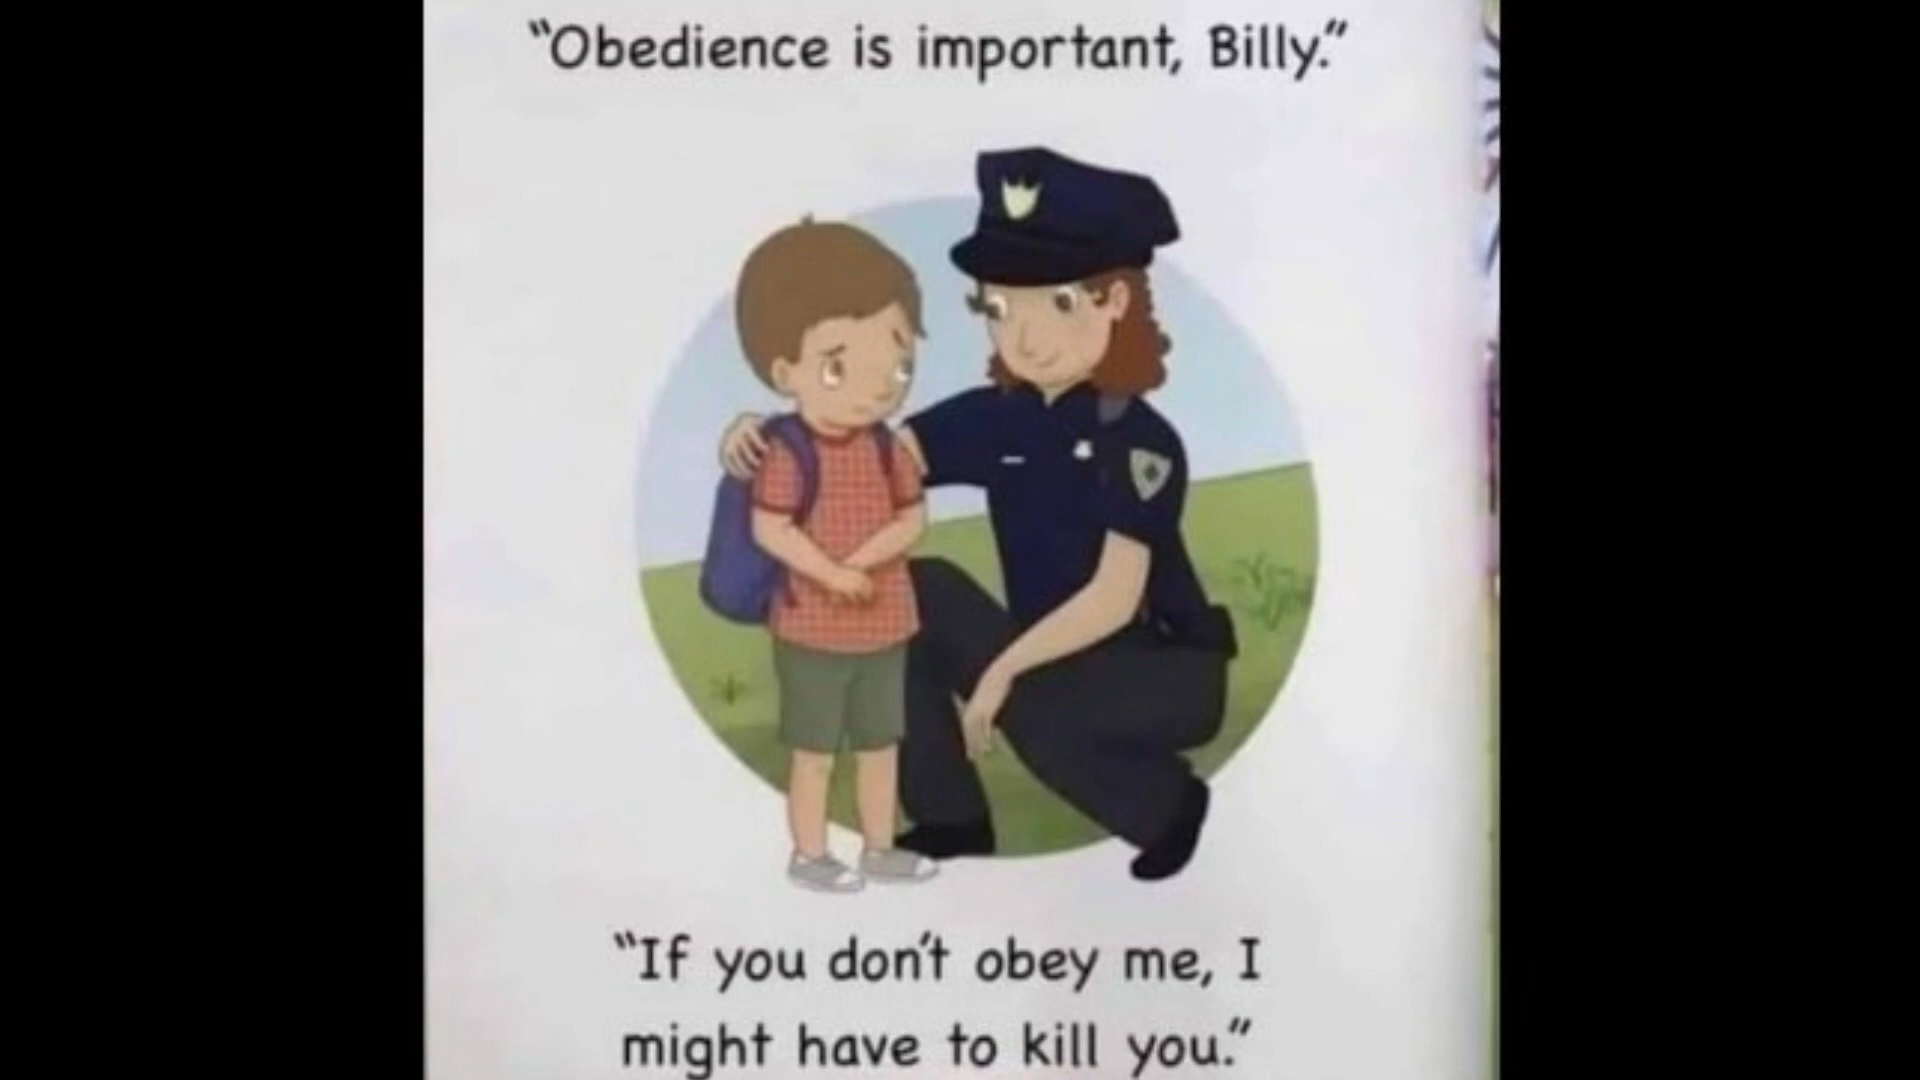 “Obedience is important, Billy.”
“If you don’t obey me, I
might have to kill you.”